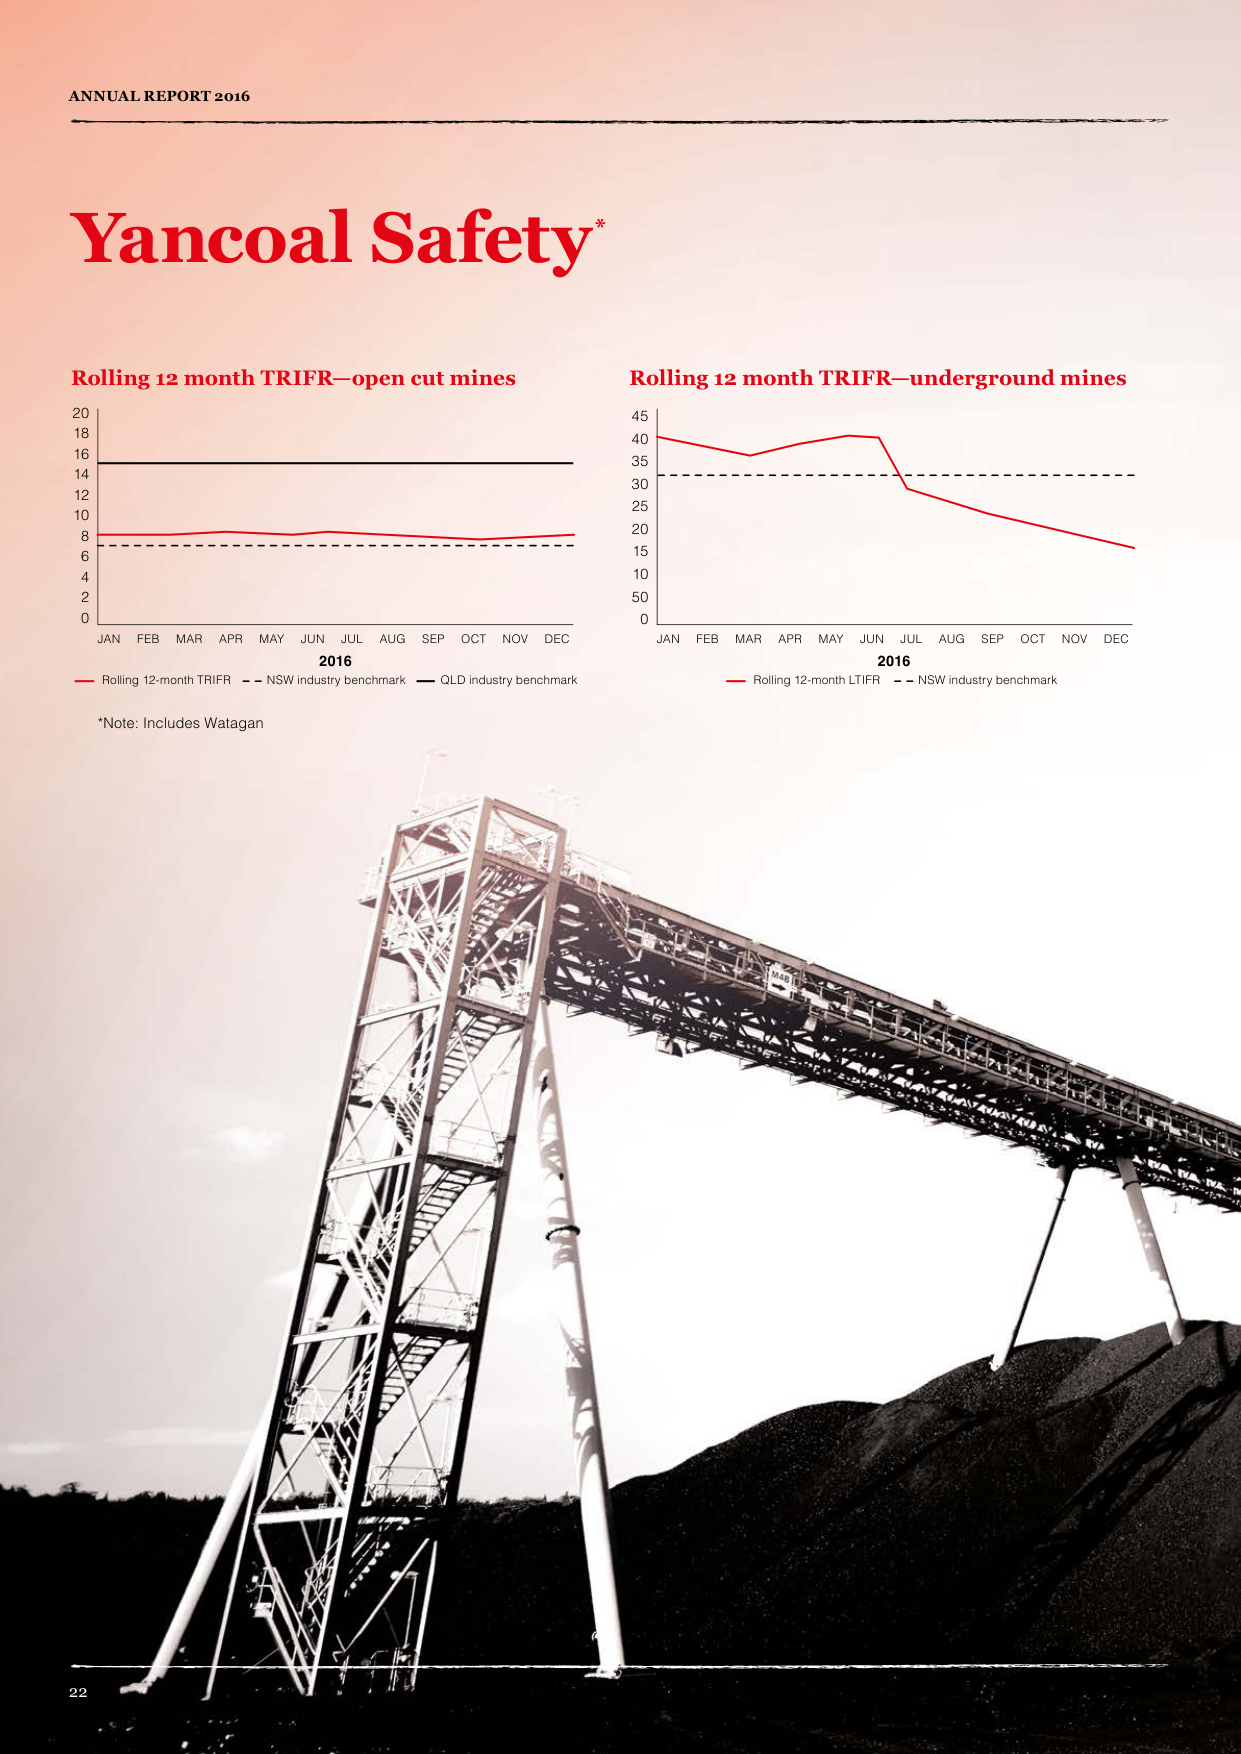 ANNUAL REPORT 2016
Yancoal Safety*
Rolling 12 month TRIFR—open cut mines
20
18
16
14
12
10
8
6
4
2
0
JAN FEB MAR APR MAY JUN JUL AUG SEP OCT NOV DEC
2016
Rolling 12-month TRIFR NSW industry benchmark QLD industry benchmark
*Note: Includes Watagan
Rolling 12 month TRIFR—underground mines
45
40
35
30
25
20
15
10
50
0
JAN FEB MAR APR MAY JUN JUL AUG SEP OCT NOV DEC
2016
Rolling 12-month LTIFR NSW industry benchmark
M4B
22